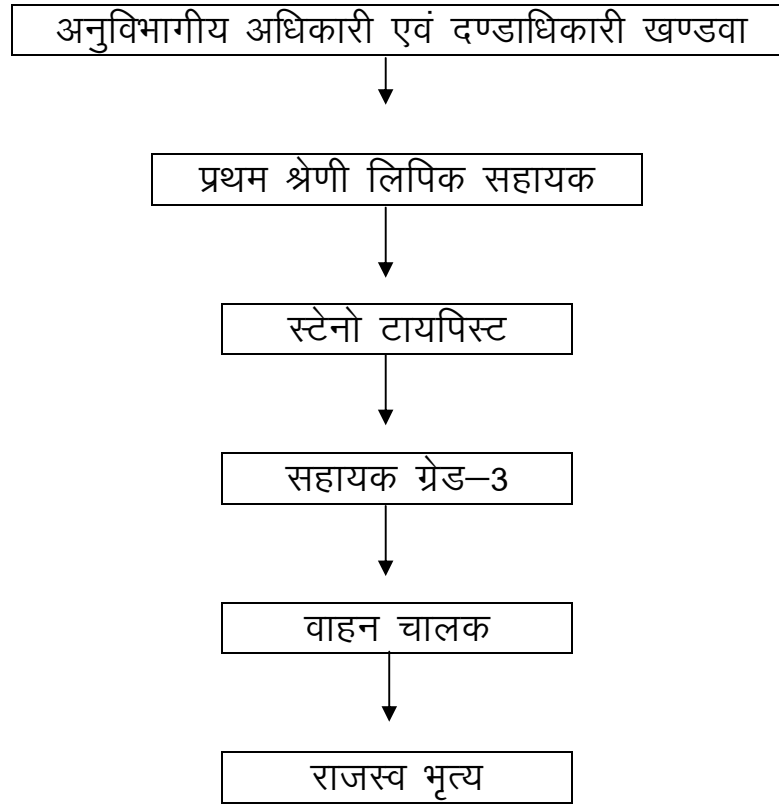 अनुविभागीय अधिकारी एवं दण्डाधिकारी खण्डवा
प्रथम श्रेणी लिपिक सहायक
स्टेनो टायपिस्ट
सहायक ग्रेड–3
वाहन चालक
राजस्व भृत्य